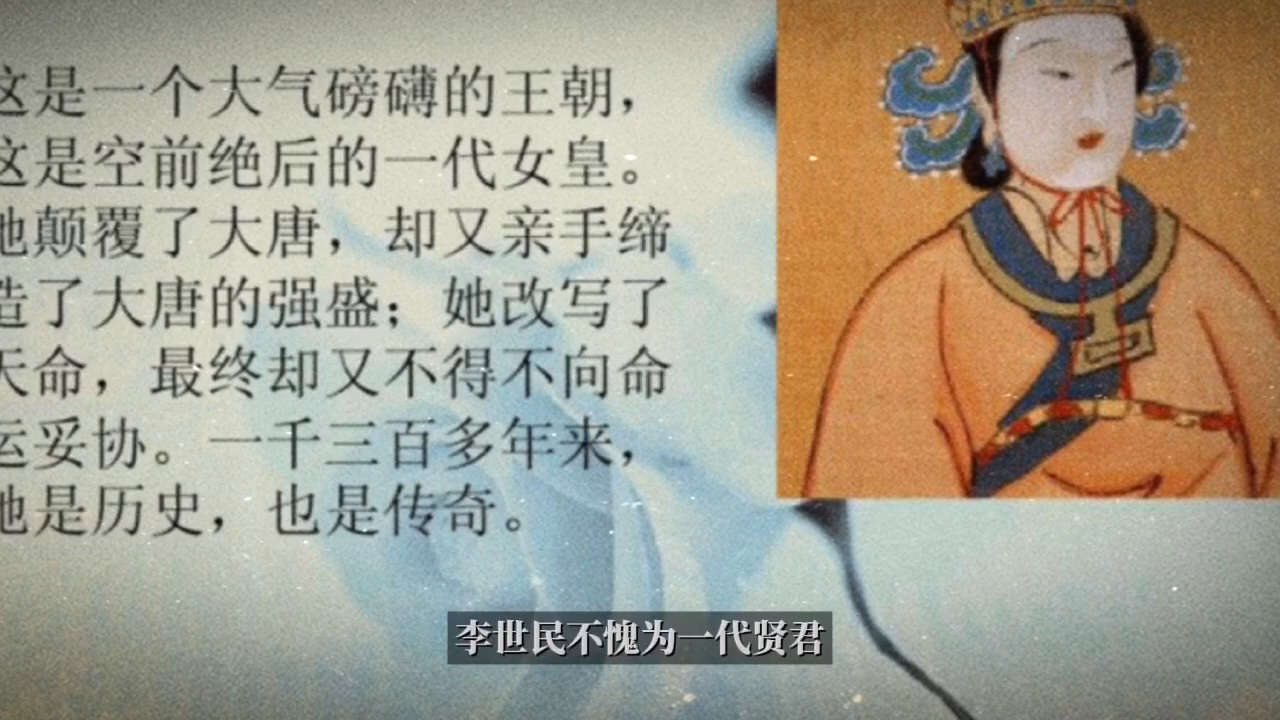 这是一个大气磅礴的王朝，
这是空前绝后的一代女皇。
她颠覆了大唐，却又亲手缔
造了大唐的强盛；她改写了
天命，最终却又不得不向命
运妥协。一千三百多年来，
她是历史，也是传奇。
李世民不愧为一代贤君